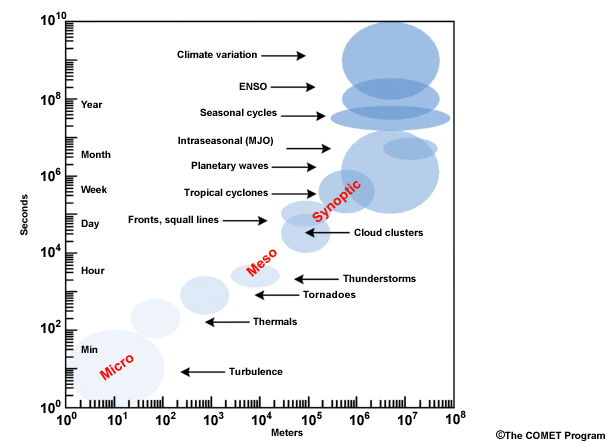 10^10
Climate variation
ENSO
10^8
Year
Seasonal cycles
Intraseasonal (MJO)
Month
Planetary waves
10^6
Week
Tropical cyclones
Synoptic
Seconds
Day
Fronts, squall lines
Cloud clusters
10^4
Meso
Hour
Thunderstorms
Tornadoes
10^2
Thermals
Min
Micro
Turbulence
10^0
10^0 10^1 10^2 10^3 10^4 10^5 10^6 10^7 10^8
Meters
©The COMET Program